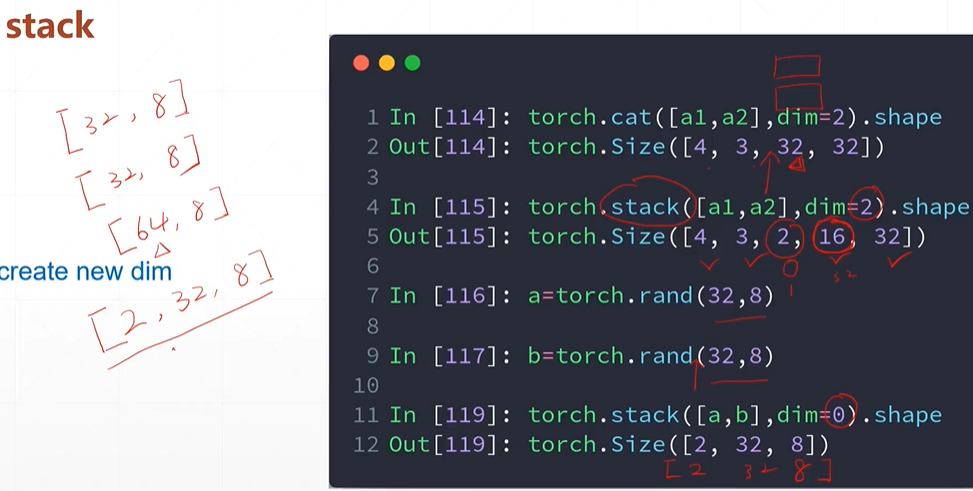 stack
[32, 8]
[32, 8]
[64, 8]
create new dim
[2, 32, 8]
1 In [114]: torch.cat([a1,a2],dim=2).shape
2 Out[114]: torch.Size([4, 3, 32, 32])
3
4 In [115]: torch.stack([a1,a2],dim=2).shape
5 Out[115]: torch.Size([4, 3, 2, 16, 32])
0 32
6
1
7 In [116]: a=torch.rand(32,8)
8
9 In [117]: b=torch.rand(32,8)
10
11 In [119]: torch.stack([a,b],dim=0).shape
12 Out[119]: torch.Size([2, 32, 8])
[2 32 8]